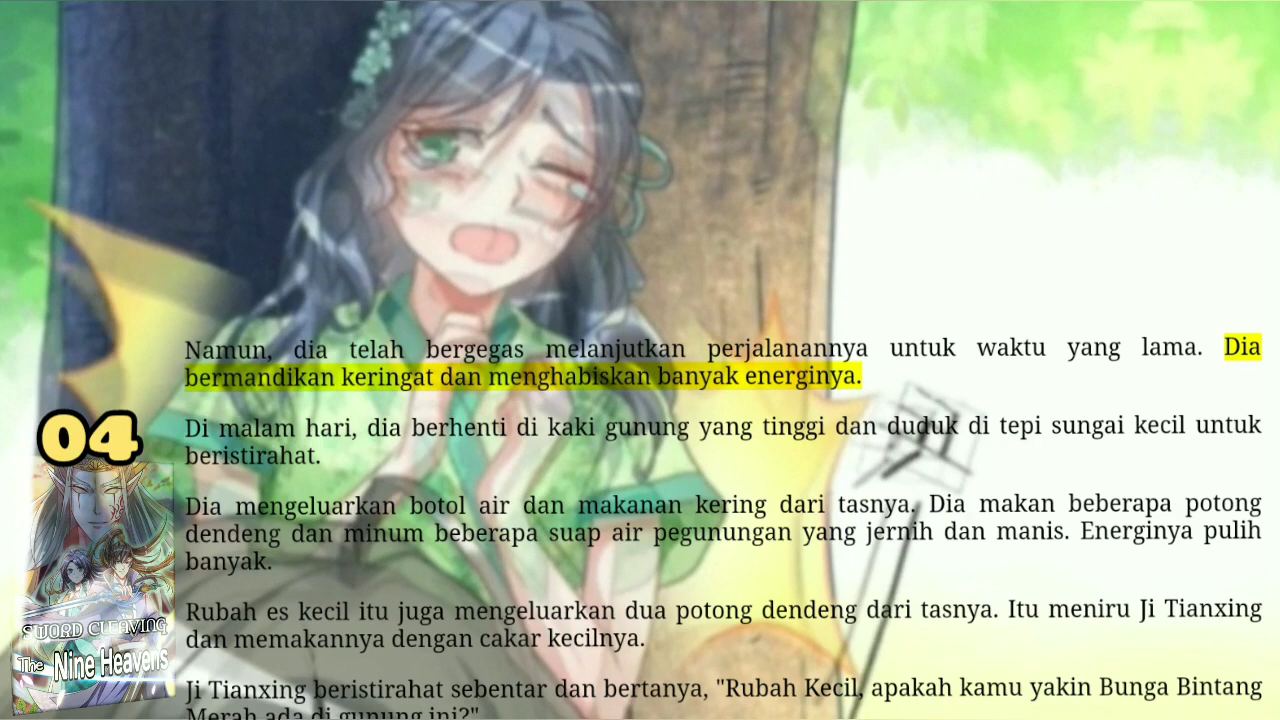 Namun, dia telah bergegas melanjutkan perjalanannya untuk waktu yang lama. Dia
bermandikan keringat dan menghabiskan banyak energinya.
Di malam hari, dia berhenti di kaki gunung yang tinggi dan duduk di tepi sungai kecil untuk
beristirahat.
Dia mengeluarkan botol air dan makanan kering dari tasnya. Dia makan beberapa potong
dendeng dan minum beberapa suap air pegunungan yang jernih dan manis. Energinya pulih
banyak.
Rubah es kecil itu juga mengeluarkan dua potong dendeng dari tasnya. Itu meniru Ji Tianxing
dan memakannya dengan cakar kecilnya.
Ji Tianxing beristirahat sebentar dan bertanya, "Rubah Kecil, apakah kamu yakin Bunga Bintang
Merah ada di gunung ini?"
04
SWORD CLEAVING
The Nine Heavens